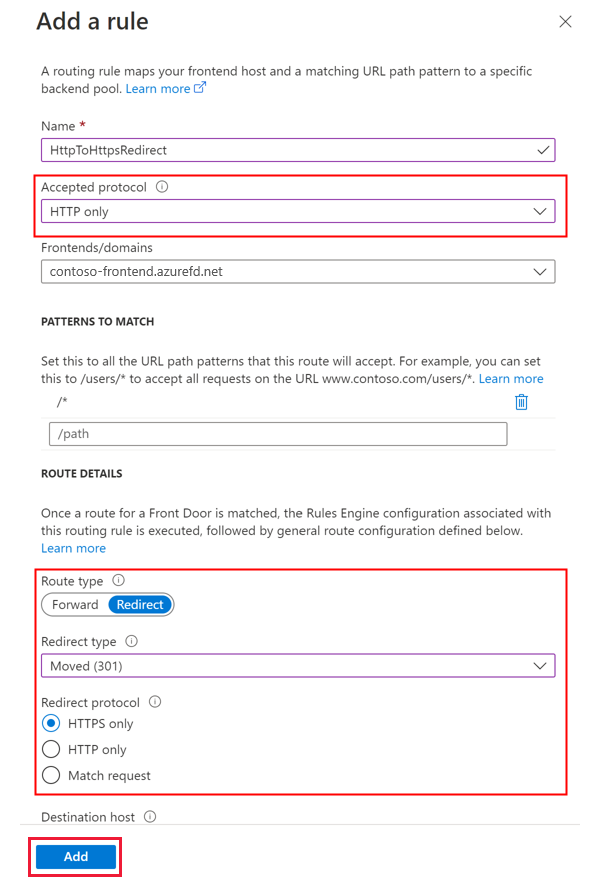 Add a rule
A routing rule maps your frontend host and a matching URL path pattern to a specific
backend pool. Learn more
Name *
HttpToHttpsRedirect
Accepted protocol
HTTP only
Frontends/domains
contoso-frontend.azurefd.net
PATTERNS TO MATCH
Set this to all the URL path patterns that this route will accept. For example, you can set
this to /users/* to accept all requests on the URL www.contoso.com/users/*. Learn more
/*
/path
ROUTE DETAILS
Once a route for a Front Door is matched, the Rules Engine configuration associated with
this routing rule is executed, followed by general route configuration defined below.
Learn more
Route type
Forward Redirect
Redirect type
Moved (301)
Redirect protocol
HTTPS only
HTTP only
Match request
Destination host
Add